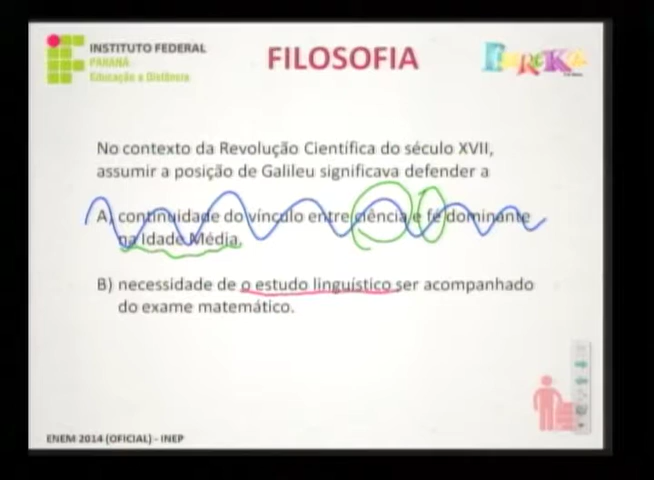 INSTITUTO FEDERAL
PARANÁ
Educação a Distância
FILOSOFIA
EUREKA
No contexto da Revolução Científica do século XVII,
assumir a posição de Galileu significava defender a
A) continuidade do vínculo entre ciência e fé dominante
na Idade Média.
B) necessidade de o estudo linguístico ser acompanhado
do exame matemático.
ENEM 2014 (OFICIAL) - INEP